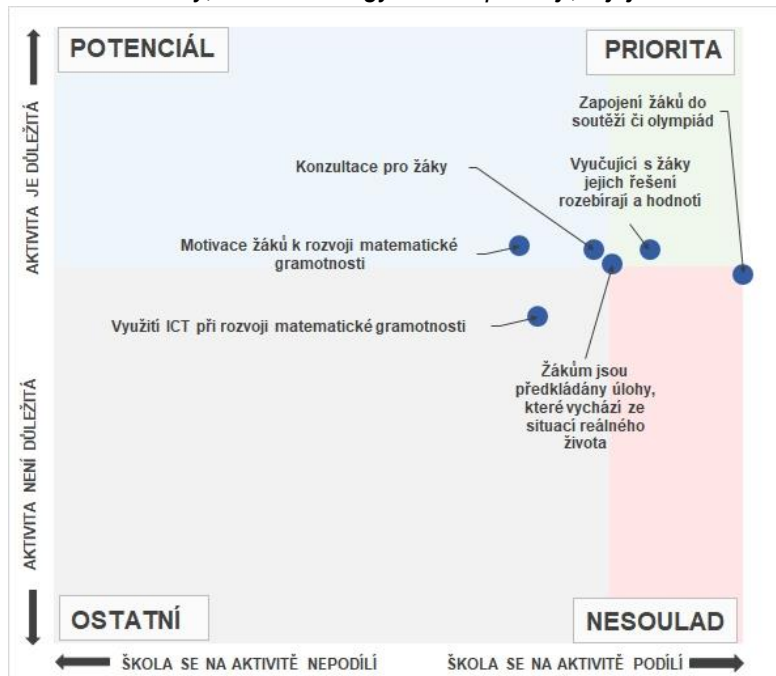 POTENCIÁL
PRIORITA
Zapojení žáků do
soutěží či olympiád
Konzultace pro žáky
Vyučující s žáky
jejich řešení
rozebírají a hodnotí
Motivace žáků k rozvoji matematické
gramotnosti
Využití ICT při rozvoji matematické gramotnosti
Žákům jsou
předkládány úlohy,
které vychází ze
situací reálného
života
AKTIVITA JE DŮLEŽITÁ
AKTIVITA NENÍ DŮLEŽITÁ
OSTATNÍ
NESOULAD
ŠKOLA SE NA AKTIVITĚ NEPODÍLÍ
ŠKOLA SE NA AKTIVITĚ PODÍLÍ